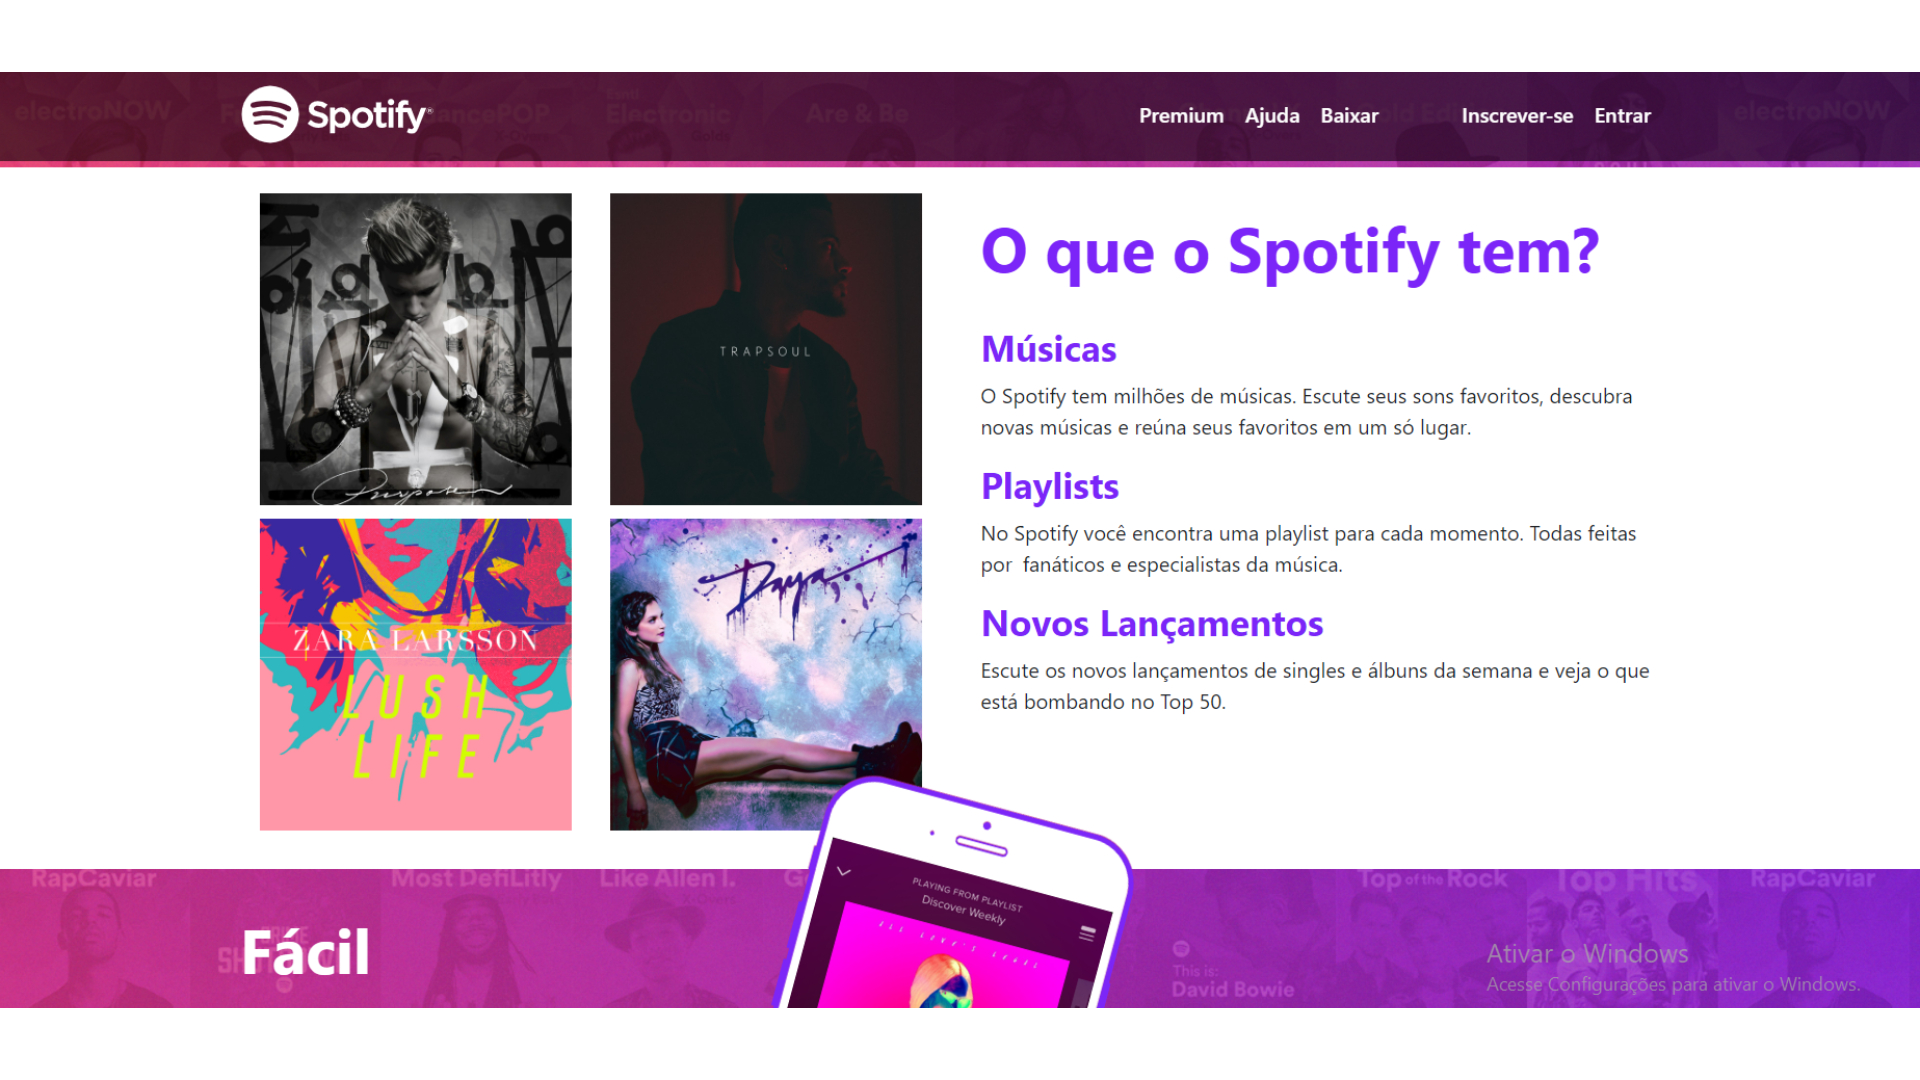 electroNOW
Spotify
dancePOP
Electronic
Are & Be
Premium Ajuda Baixar
Inscrever-se Entrar
electroNOW
Purpose
TRAPSOUL
ZARA LARSSON
LUSH
LIFE
Daya
O que o Spotify tem?
Músicas
O Spotify tem milhões de músicas. Escute seus sons favoritos, descubra
novas músicas e reúna seus favoritos em um só lugar.
Playlists
No Spotify você encontra uma playlist para cada momento. Todas feitas
por fanáticos e especialistas da música.
Novos Lançamentos
Escute os novos lançamentos de singles e álbuns da semana e veja o que
está bombando no Top 50.
RapCaviar
Most DefiLitly
Like Allen I.
Top of the Rock
Top Hits
RapCaviar
Fácil
PLAYING FROM PLAYLIST
Discover Weekly
This is:
David Bowie
Ativar o Windows
Acesse Configurações para ativar o Windows.